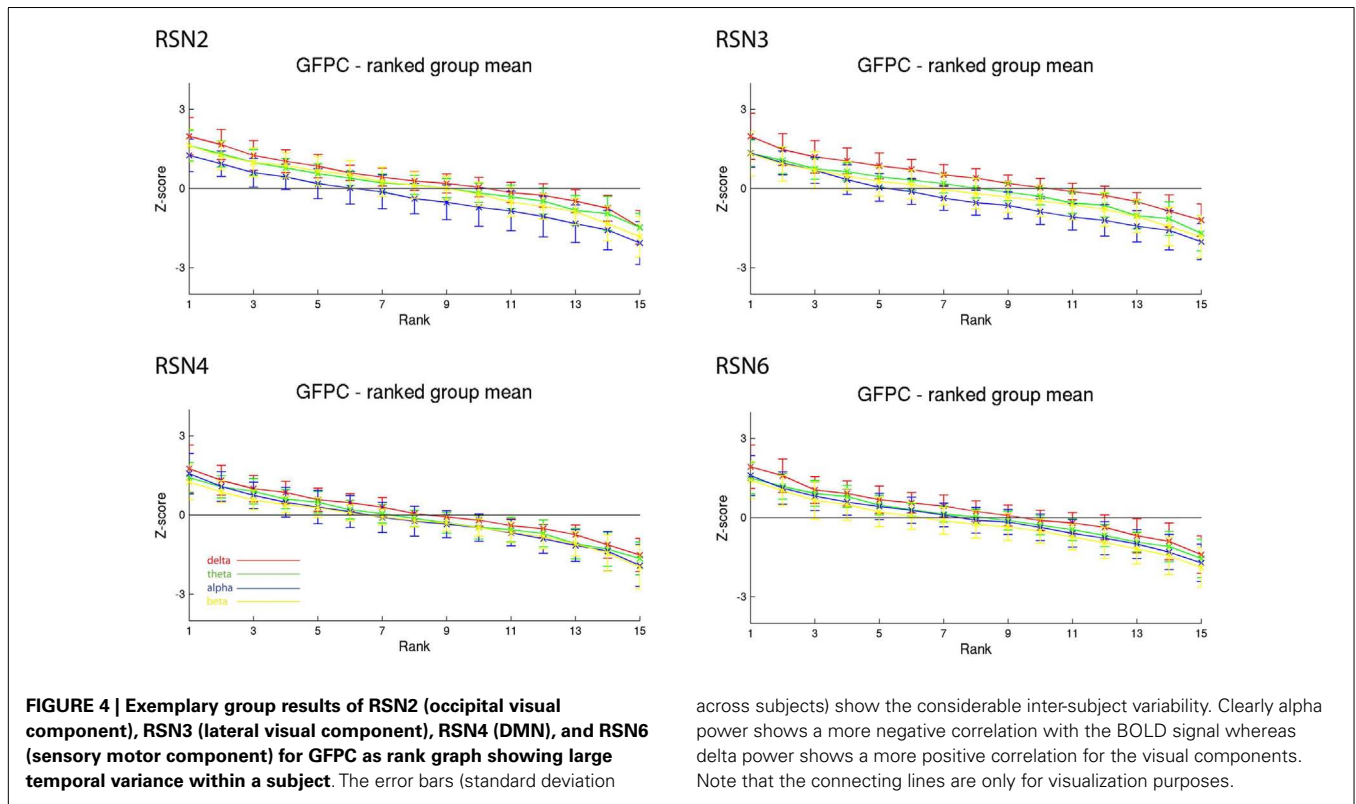 RSN2
GFPC - ranked group mean
3
0
-3
Z-score
1 3 5 7 9 11 13 15
Rank
RSN3
GFPC - ranked group mean
3
0
-3
Z-score
1 3 5 7 9 11 13 15
Rank
RSN4
GFPC - ranked group mean
3
0
-3
Z-score
delta
theta
alpha
beta
1 3 5 7 9 11 13 15
Rank
RSN6
GFPC - ranked group mean
3
0
-3
Z-score
1 3 5 7 9 11 13 15
Rank
FIGURE 4 | Exemplary group results of RSN2 (occipital visual
component), RSN3 (lateral visual component), RSN4 (DMN), and RSN6
(sensory motor component) for GFPC as rank graph showing large
temporal variance within a subject. The error bars (standard deviation
across subjects) show the considerable inter-subject variability. Clearly alpha
power shows a more negative correlation with the BOLD signal whereas
delta power shows a more positive correlation for the visual components.
Note that the connecting lines are only for visualization purposes.